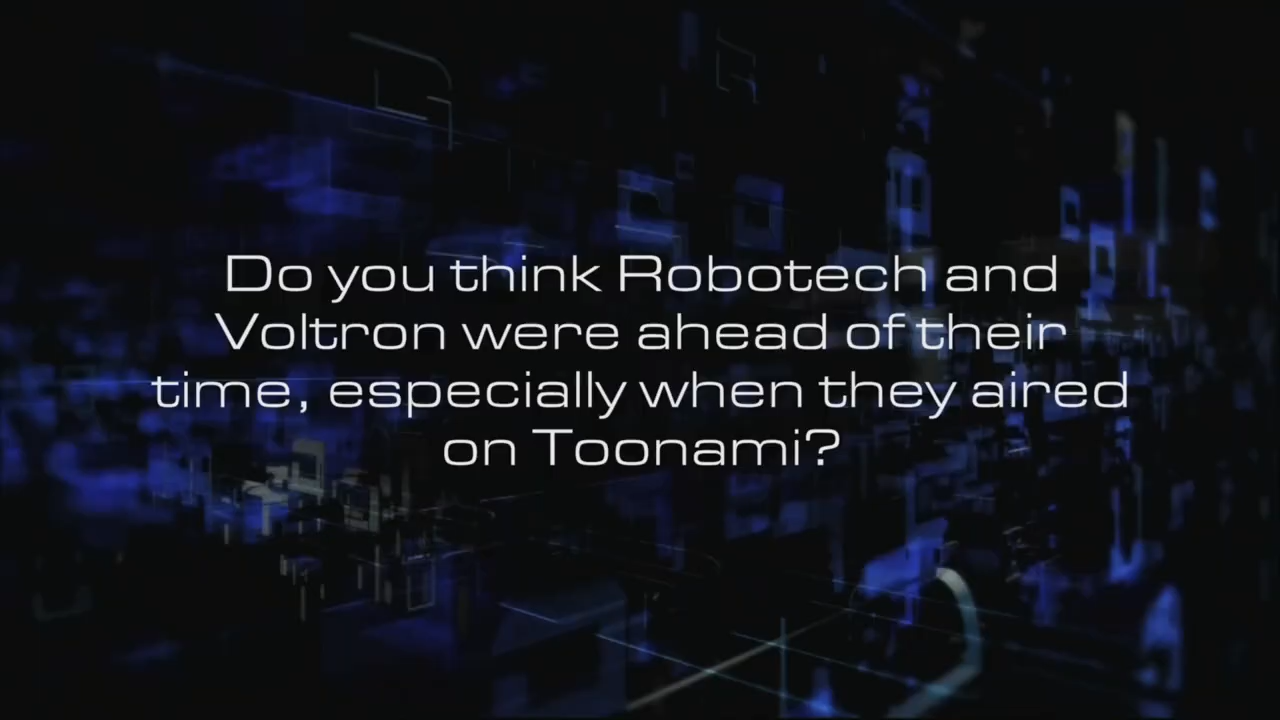 Do you think Robotech and
Voltron were ahead of their
time, especially when they aired
on Toonami?